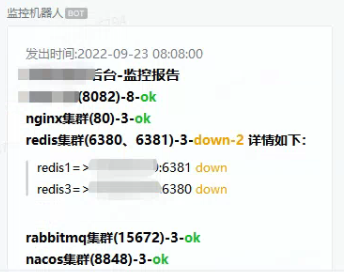 监控机器人 BOT
发出时间:2022-09-23 08:08:00
后台-监控报告
(8082)-8-ok
nginx集群(80)-3-ok
redis集群(6380、6381)-3-down-2 详情如下:
redis1=> :6381 down
redis3=> :6380 down
rabbitmq集群(15672)-3-ok
nacos集群(8848)-3-ok